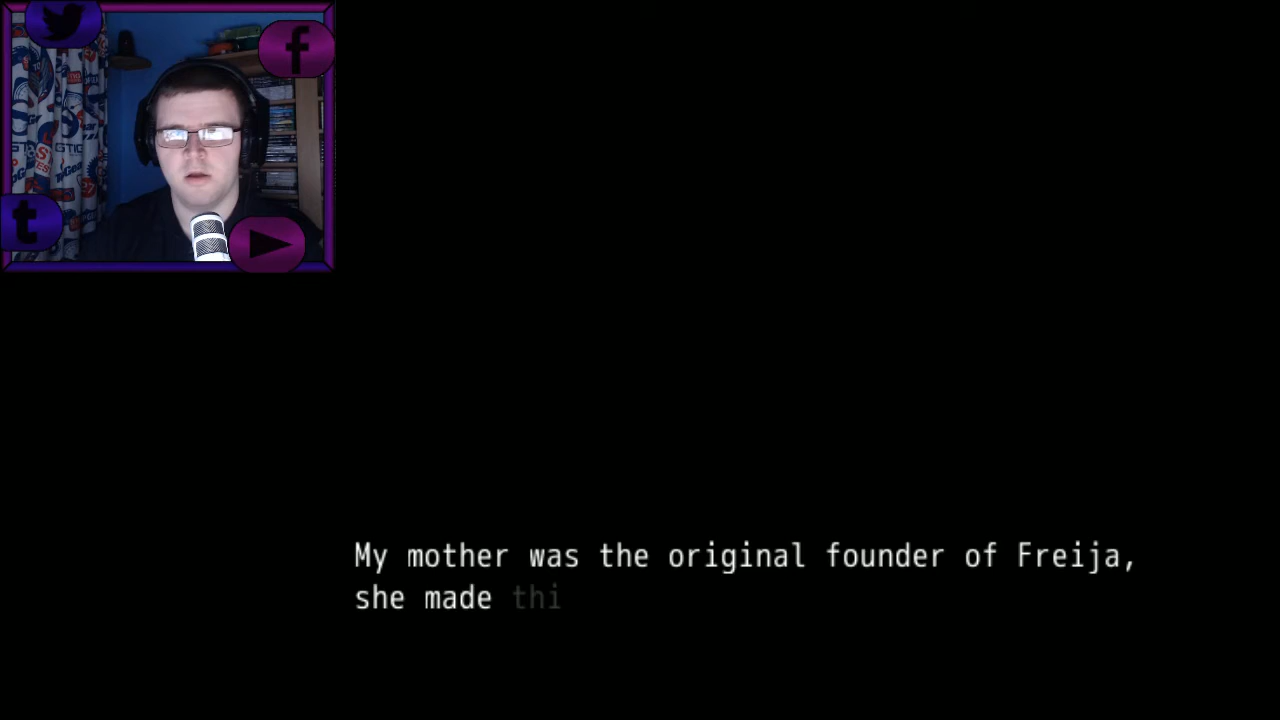 My mother was the original founder of Freija,
she made thi